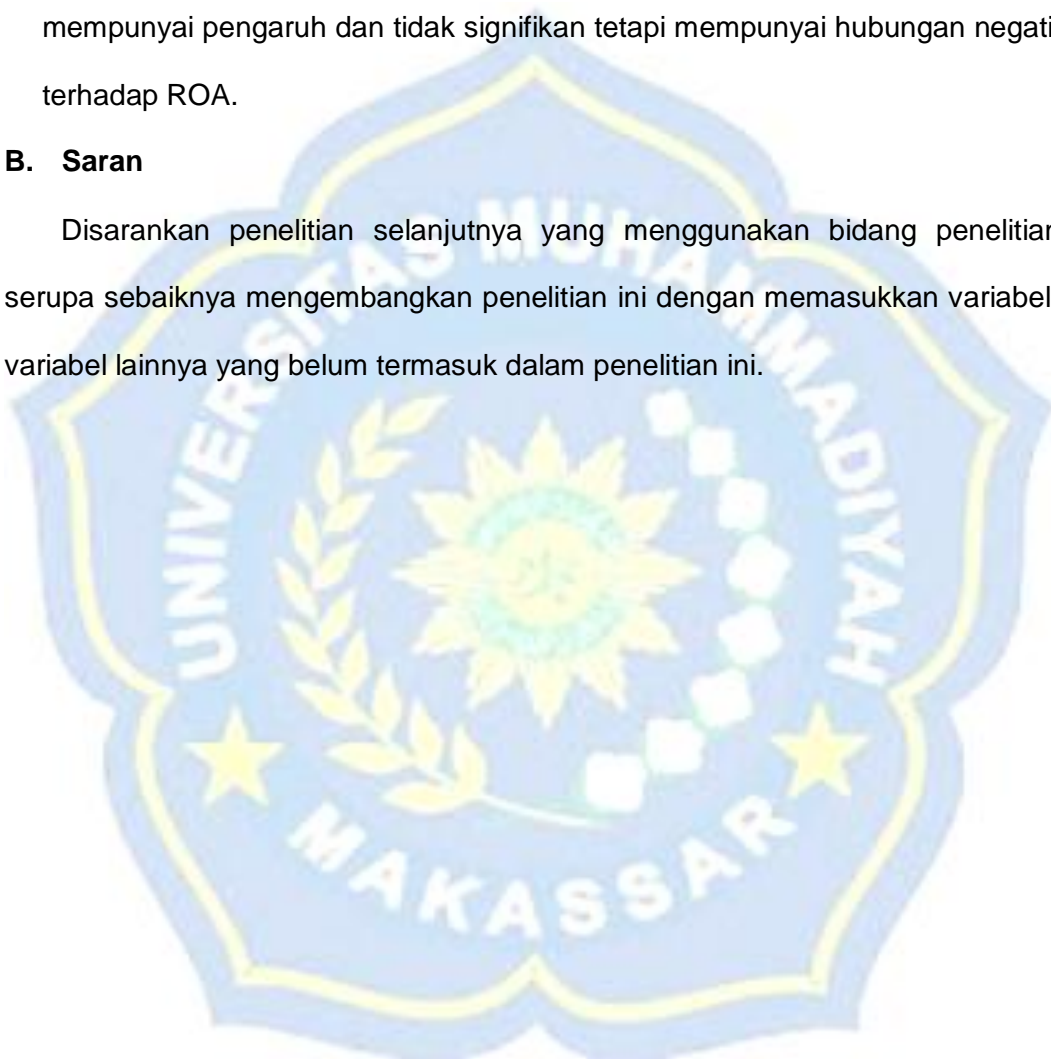 mempunyai pengaruh dan tidak signifikan tetapi mempunyai hubungan negati
terhadap ROA.
B. Saran
Disarankan penelitian selanjutnya yang menggunakan bidang penelitian
serupa sebaiknya mengembangkan penelitian ini dengan memasukkan variabel
variabel lainnya yang belum termasuk dalam penelitian ini.
UNIVERSITAS MUHAMMADIYAH
MAKASSAR